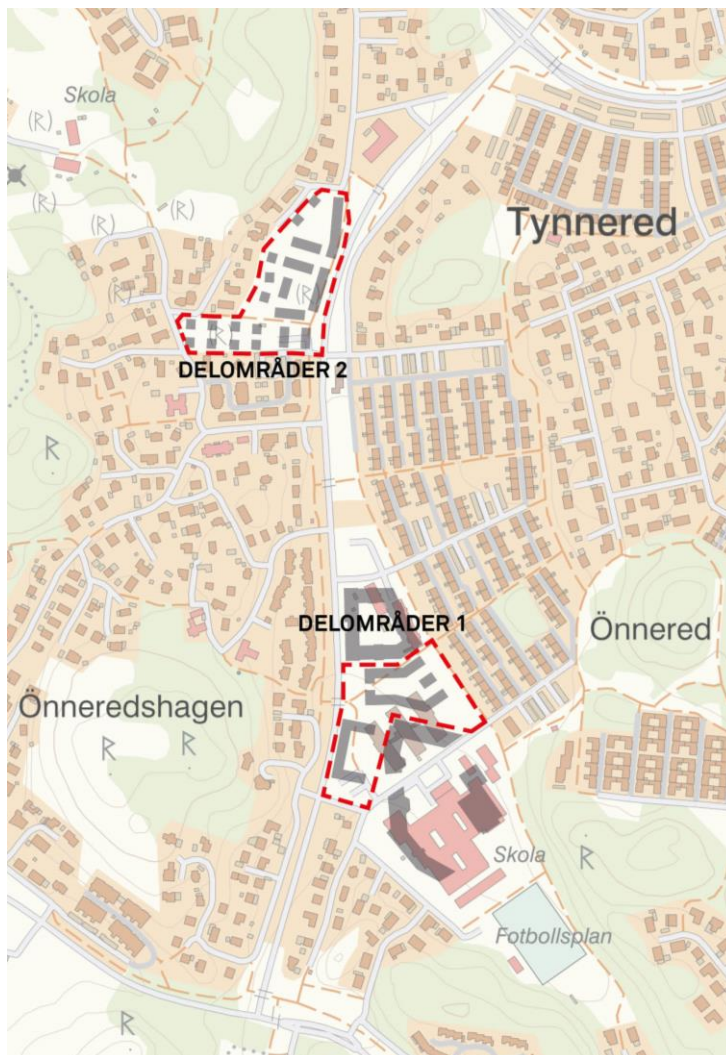 Skola
Tynnered
DELOMRÅDER 2
DELOMRÅDER 1
Önnered
Önneredshagen
Skola
Fotbollsplan